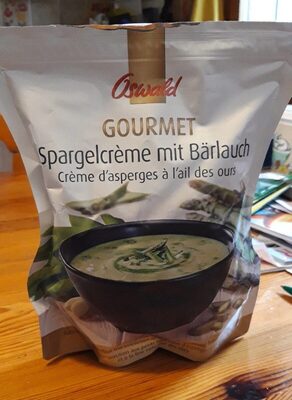 Oswald
GOURMET
Spargelcrème mit Bärlauch
Crème d'asperges à l'ail des ours